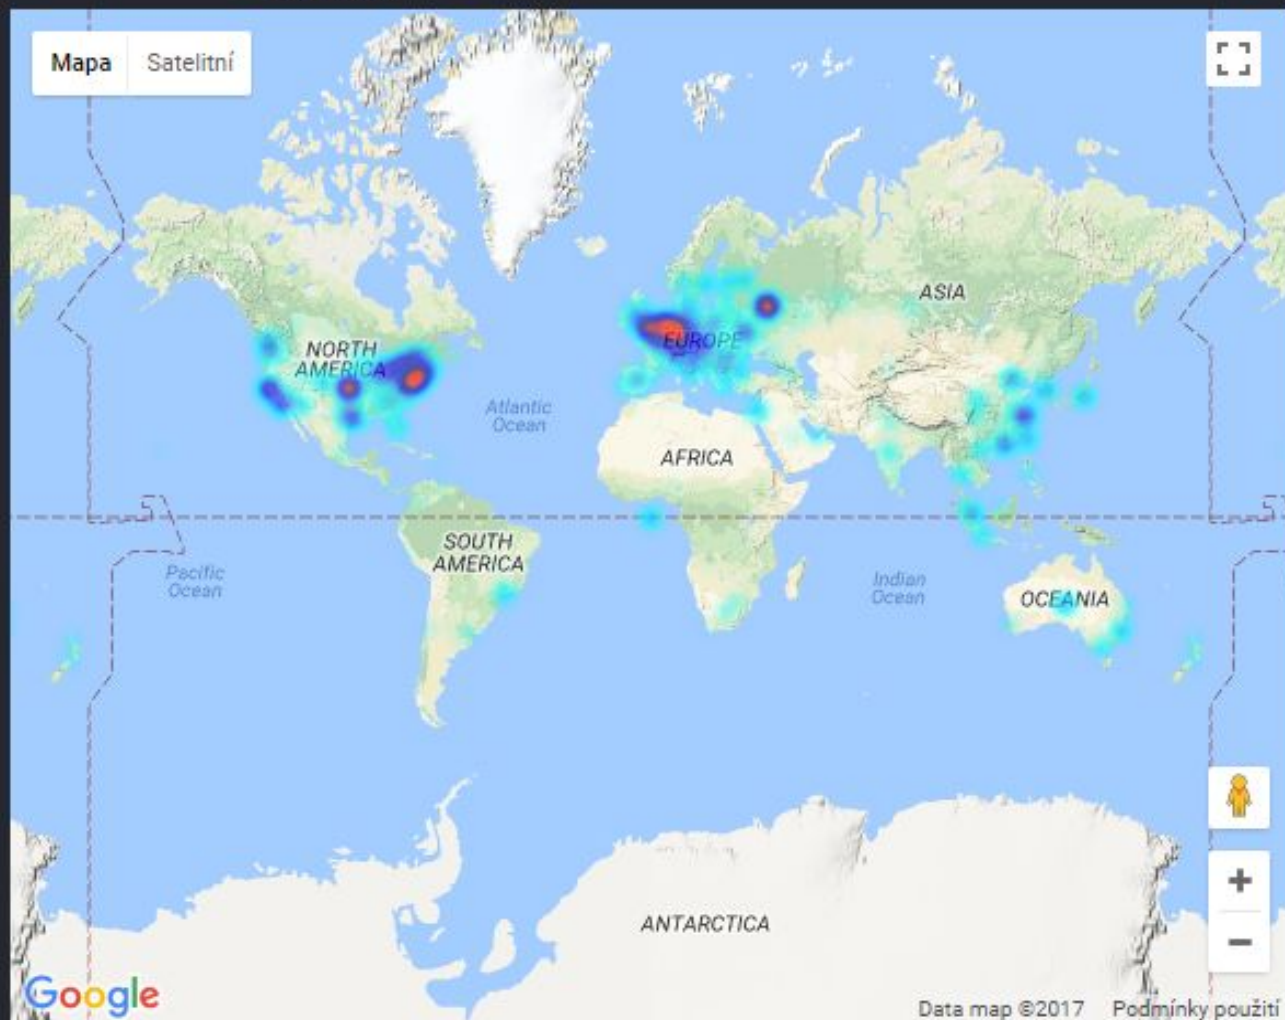 Mapa Satelitní
ASIA
NORTH
AMERICA
EUROPE
Atlantic
Ocean
AFRICA
SOUTH
AMERICA
Pacific
Ocean
Indian
Ocean
OCEANIA
ANTARCTICA
Google
Data map ©2017 Podmínky použití